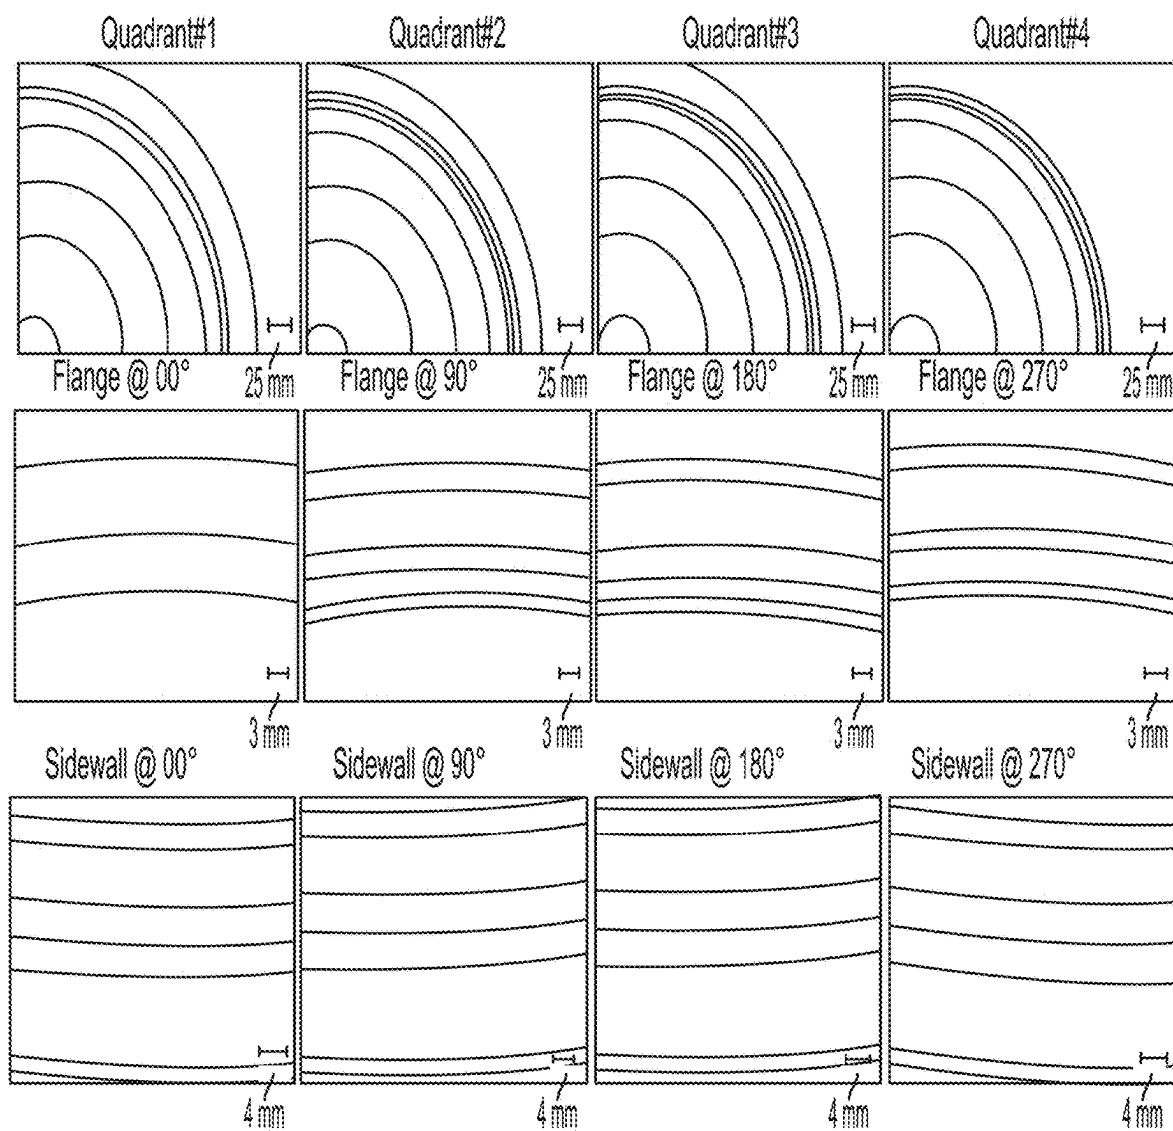 Quadrant#1 Quadrant#2 Quadrant#3 Quadrant#4
Flange @ 00° 25 mm Flange @ 90° 25 mm Flange @ 180° 25 mm Flange @ 270° 25 mm
3 mm 3 mm 3 mm 3 mm
Sidewall @ 00° Sidewall @ 90° Sidewall @ 180° Sidewall @ 270°
4 mm 4 mm 4 mm 4 mm